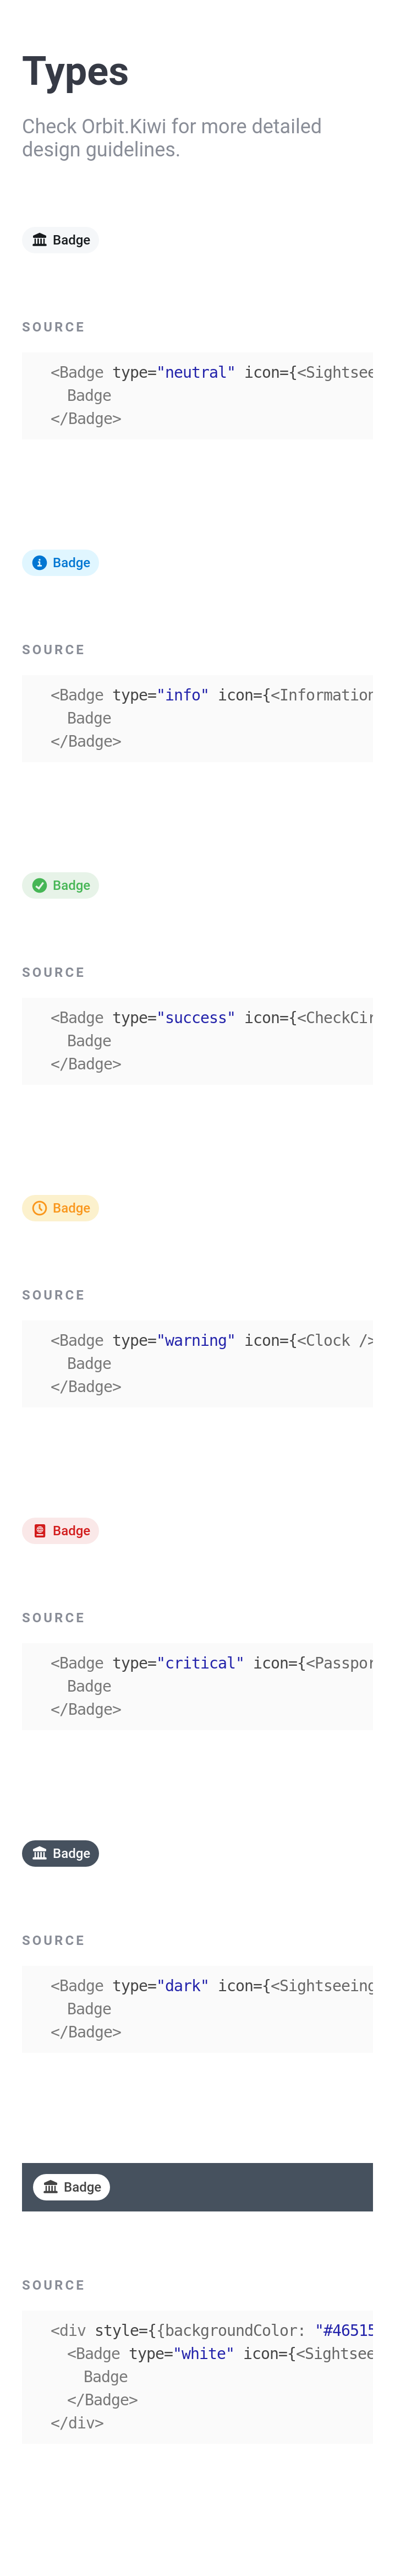 Types
Check Orbit.Kiwi for more detailed
design guidelines.
Badge
SOURCE
<Badge type="neutral" icon={<Sightsee
Badge
</Badge>
Badge
SOURCE
<Badge type="info" icon={<Information
Badge
</Badge>
Badge
SOURCE
<Badge type="success" icon={<CheckCir
Badge
</Badge>
Badge
SOURCE
<Badge type="warning" icon={<Clock />
Badge
</Badge>
Badge
SOURCE
<Badge type="critical" icon={<Passpor
Badge
</Badge>
Badge
SOURCE
<Badge type="dark" icon={<Sightseeing
Badge
</Badge>
Badge
SOURCE
<div style={{backgroundColor: "#46515
<Badge type="white" icon={<Sightsee
Badge
</Badge>
</div>